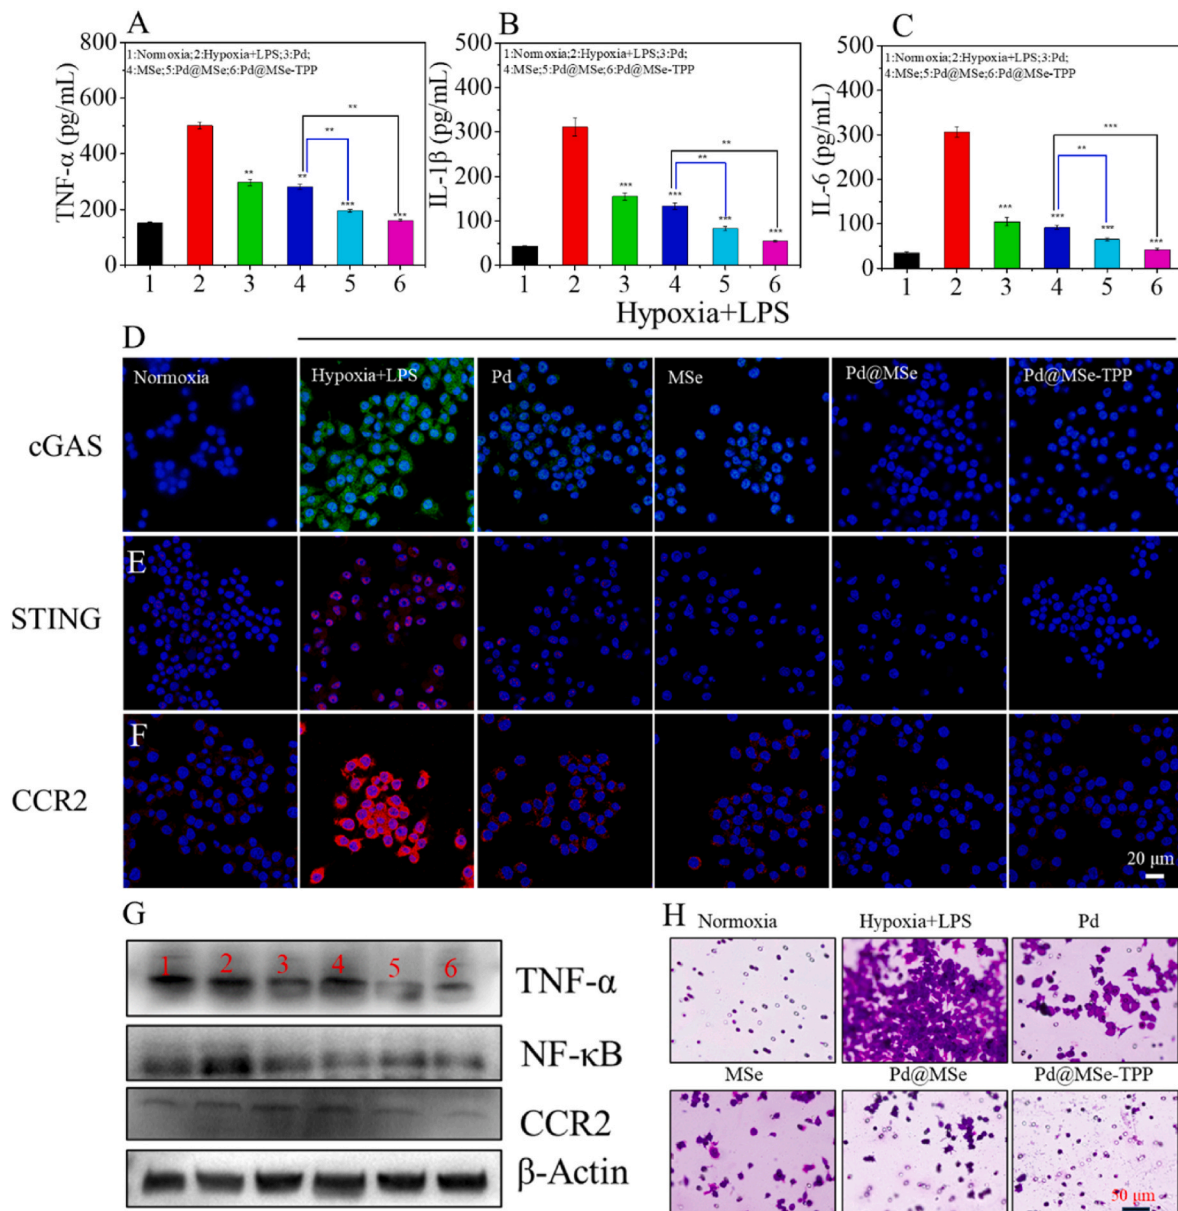 A
TNF-α (pg/mL)
800
600
400
200
0
1:Normoxia;2:Hypoxia+LPS;3:Pd;
4:MSe;5:Pd@MSe;6:Pd@MSe-TPP
**
**
**
**
***
***
1 2 3 4 5 6
B
IL-1β (pg/mL)
500
400
300
200
100
0
1:Normoxia;2:Hypoxia+LPS;3:Pd;
4:MSe;5:Pd@MSe;6:Pd@MSe-TPP
**
**
***
***
***
***
1 2 3 4 5 6
C
IL-6 (pg/mL)
500
400
300
200
100
0
1:Normoxia;2:Hypoxia+LPS;3:Pd;
4:MSe;5:Pd@MSe;6:Pd@MSe-TPP
***
**
***
***
***
***
1 2 3 4 5 6
Hypoxia+LPS
D
Normoxia Hypoxia+LPS Pd MSe Pd@MSe Pd@MSe-TPP
cGAS
E
STING
F
CCR2
20 μm
G
1 2 3 4 5 6
TNF-α
NF-κB
CCR2
β-Actin
H
Normoxia Hypoxia+LPS Pd
MSe Pd@MSe Pd@MSe-TPP
50 μm